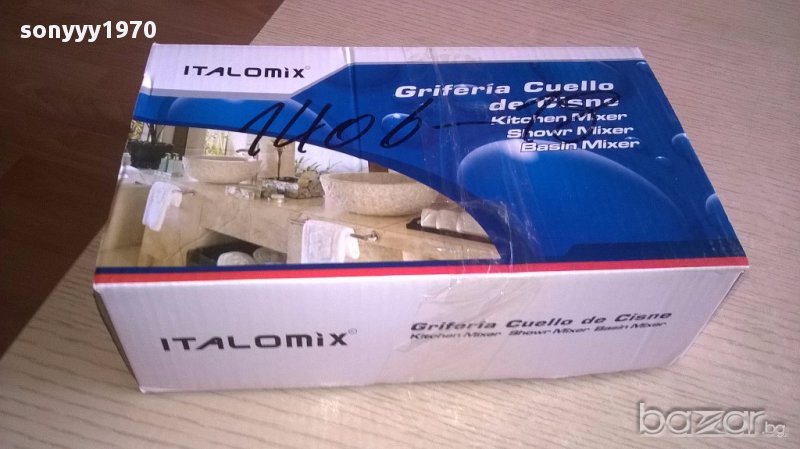 sonyyy1970
ITALOMIX®
Grifería Cuello
de Cisne
Kitchen Mixer
Showr Mixer
Basin Mixer
1406
ITALOMIX®
Grifería Cuello de Cisne
Kitchen Mixer Showr Mixer Basin Mixer
bazar.bg